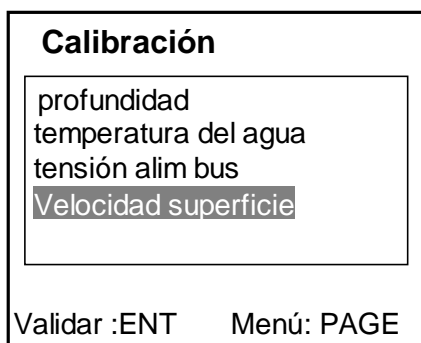 Calibración
profundidad
temperatura del agua
tensión alim bus
Velocidad superficie
Validar :ENT Menú: PAGE